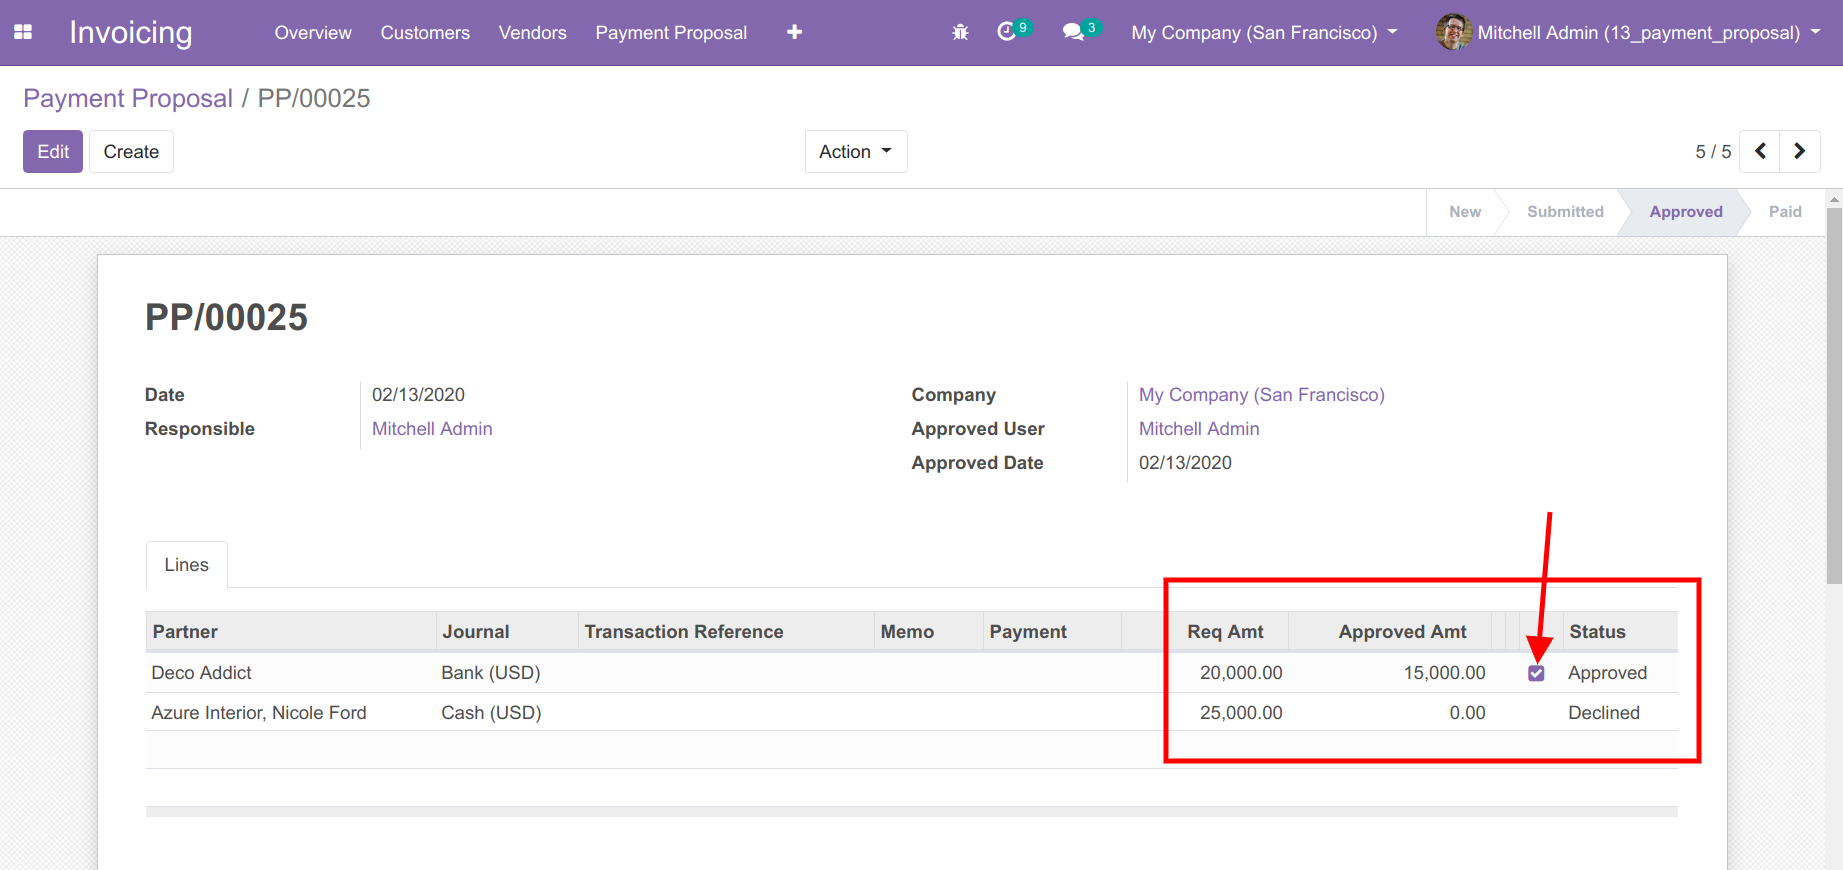 Invoicing Overview Customers Vendors Payment Proposal 9 3 My Company (San Francisco) Mitchell Admin (13_payment_proposal)
Payment Proposal / PP/00025
Edit Create Action 5 / 5
New Submitted Approved Paid
PP/00025
Date 02/13/2020 Company My Company (San Francisco)
Responsible Mitchell Admin Approved User Mitchell Admin
Approved Date 02/13/2020
Lines
Partner Journal Transaction Reference Memo Payment Req Amt Approved Amt Status
Deco Addict Bank (USD) 20,000.00 15,000.00 Approved
Azure Interior, Nicole Ford Cash (USD) 25,000.00 0.00 Declined